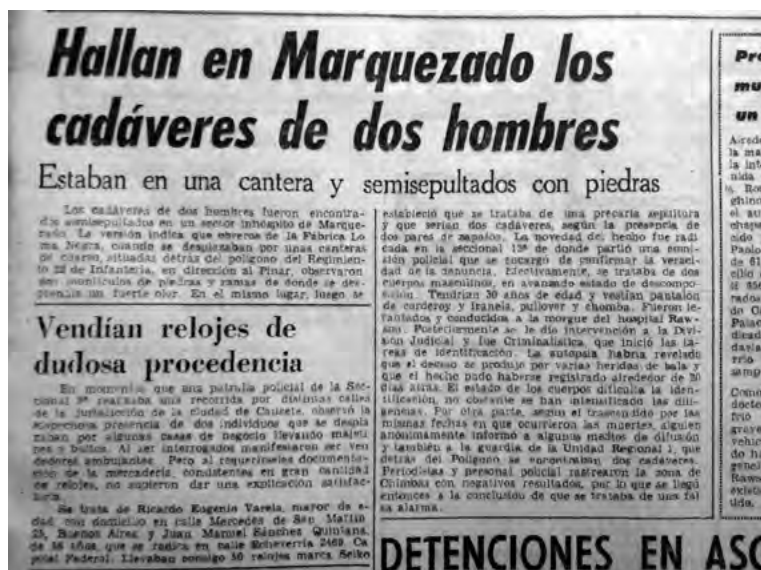 Hallan en Marquezado los
cadáveres de dos hombres
Estaban en una cantera y semisepultados con piedras
Los cadáveres de dos hombres fueron encontra-
dos semisepultados en un sector inhóspito de Marque-
zado. La versión indica que obreros de la Fábrica Lo
ma Negra, cuando se desplazaban por unas canteras
de cuarzo, situadas detrás del polígono del Regimien-
to 22 de Infantería, en dirección al Pinar, observaron
dos montículos de piedras y ramas de donde se des-
prendía un fuerte olor. En el mismo lugar, luego se
estableció que se trataba de una precaria sepultura
y que serían dos cadáveres, según la presencia de
dos pares de zapatos. La novedad del hecho fue radi
cada en la seccional 12ª de donde partió una comi-
sión policial que se encargó de confirmar la veraci-
dad de la denuncia. Efectivamente, se trataba de dos
cuerpos masculinos, en avanzado estado de descompo-
sición. Tendrían 30 años de edad y vestían pantalón
de corderoy y franela, pullover y chomba. Fueron le-
vantados y conducidos a la morgue del hospital Raw-
son. Posteriormente se le dio intervención a la Divi-
sión Judicial y fue Criminalística, que inició las ta-
reas de identificación. La autopsia habría revelado
que el deceso se produjo por varias heridas de bala y
que el hecho pudo haberse registrado alrededor de 20
días atrás. El estado de los cuerpos dificulta la iden-
tificación, no obstante se han intensificado las dili-
gencias. Por otra parte, según el trascendido por las
mismas fechas en que ocurrieron las muertes, alguien
anónimamente informó a algunos medios de difusión
y también a la guardia de la Unidad Regional 1, que
detrás del Polígono se encontraban dos cadáveres.
Periodistas y personal policial rastrearon la zona de
Chimbas con negativos resultados, por lo que se llegó
entonces a la conclusión de que se trataba de una fal
sa alarma.
Vendían relojes de
dudosa procedencia
En momentos que una patrulla policial de la Sec-
cional 9ª realizaba una recorrida por distintas calles
de la jurisdicción de la ciudad de Caucete, observó la
sospechosa presencia de dos individuos que se despla
zaban por algunas casas de negocio llevando maleti
nes y bultos. Al ser interrogados manifestaron ser ven
dedores ambulantes. Pero al requerírseles documenta-
ción de la mercadería, consistentes en gran cantidad
de relojes, no supieron dar una explicación satisfac-
toria.
Se trata de Ricardo Eugenio Varela, mayor de e-
dad con domicilio en calle Mercedes de San Martín
25, Buenos Aires y Juan Manuel Sánchez Quintana,
de 18 años, que se radica en calle Echeverría 2469, Ca
pital Federal. Llevaban consigo 50 relojes marca Seiko
DETENCIONES EN ASC
Pr
mu
un